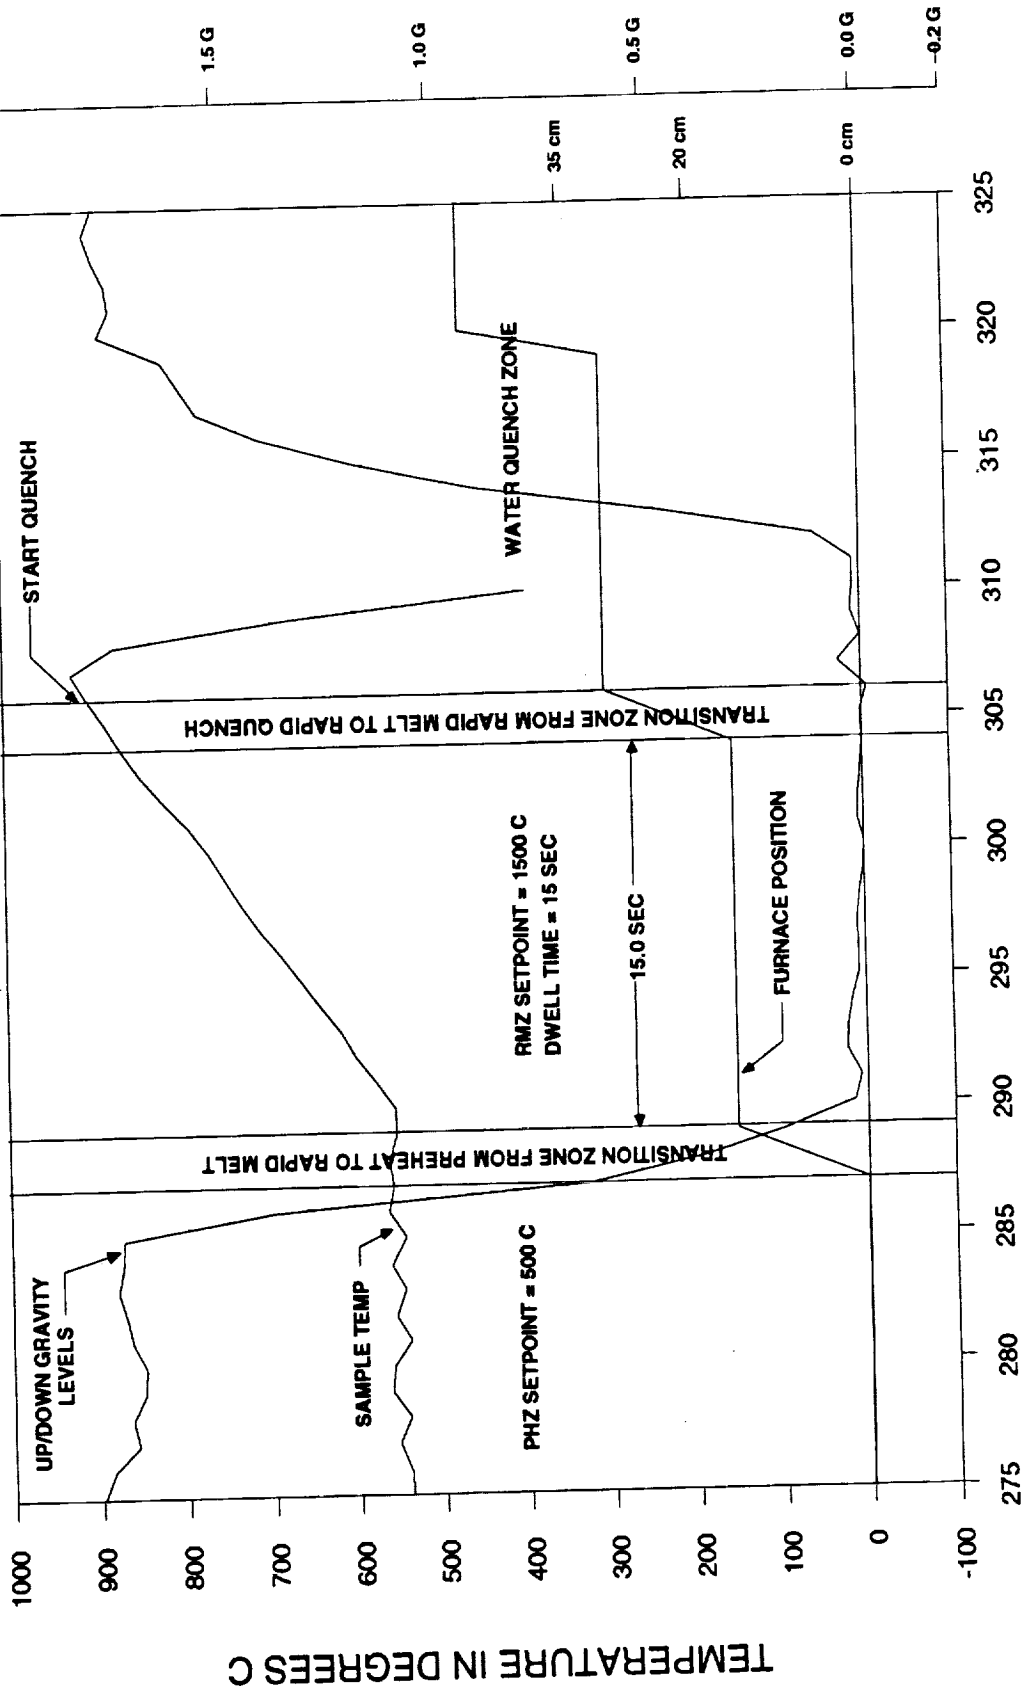 1.5 G
1.0 G
0.5 G
0.0 G
-0.2 G
35 cm
20 cm
0 cm
START QUENCH
WATER QUENCH ZONE
TRANSITION ZONE FROM RAPID MELT TO RAPID QUENCH
RMZ SETPOINT = 1500 C
DWELL TIME = 15 SEC
15.0 SEC
FURNACE POSITION
TRANSITION ZONE FROM PREHEAT TO RAPID MELT
UP/DOWN GRAVITY
LEVELS
SAMPLE TEMP
PHZ SETPOINT = 500 C
1000
900
800
700
600
500
400
300
200
100
0
-100
275
280
285
290
295
300
305
310
315
320
325
TEMPERATURE IN DEGREES C